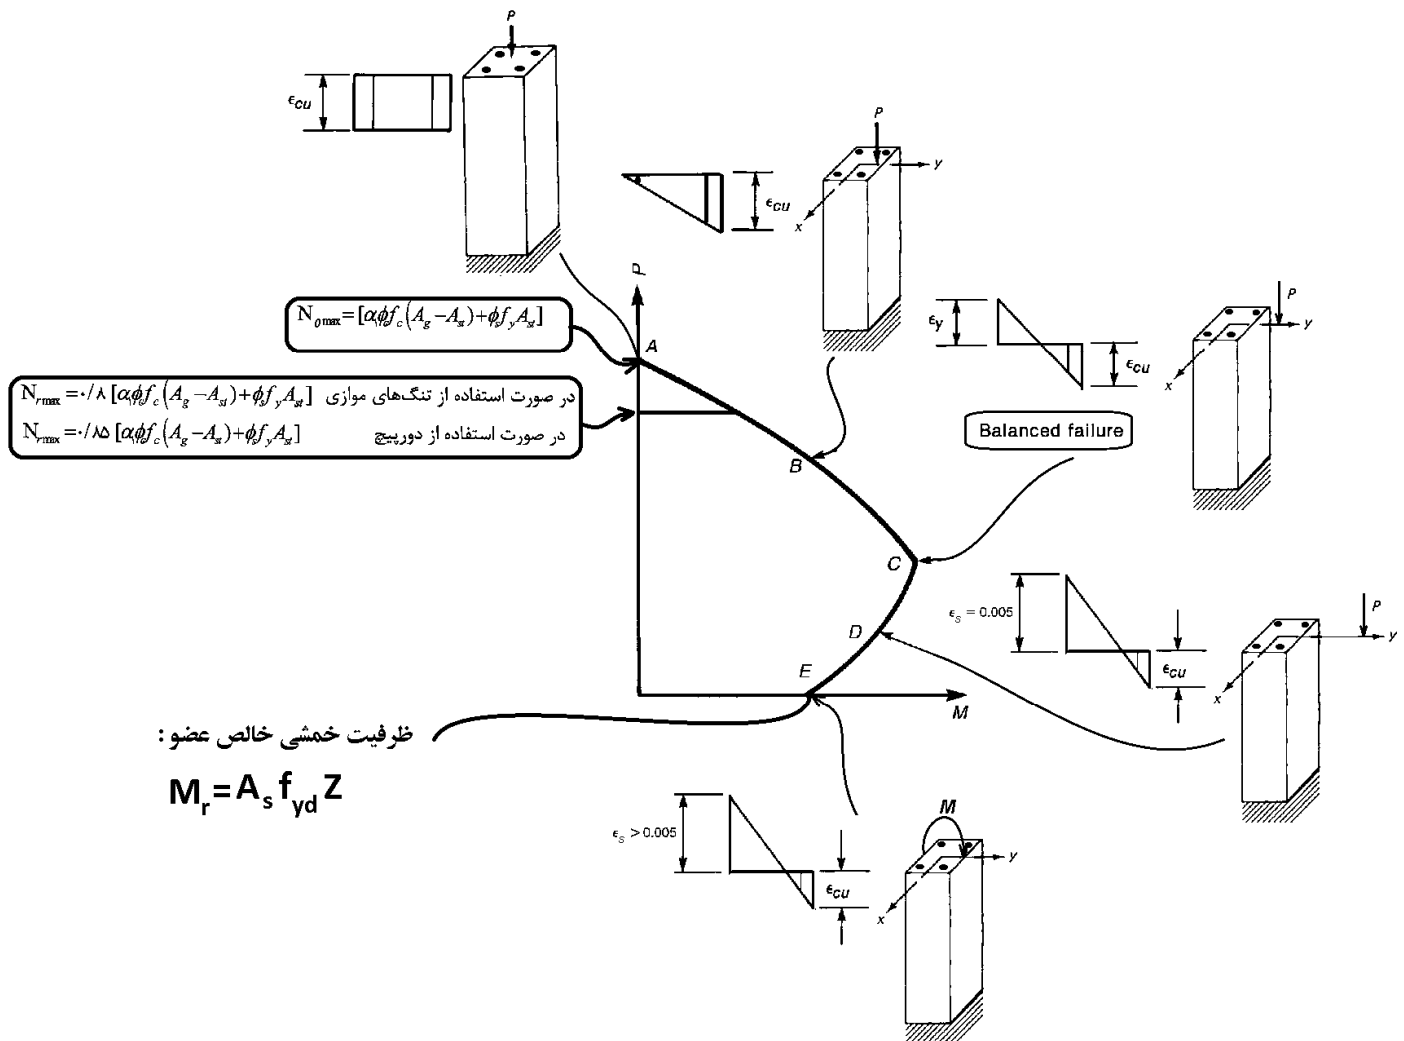 P
ϵcu
P
y
x
ϵcu
P
N0max=[α1ϕcfc(Ag−Ast)+ϕsfyAst]
A
ϵy
ϵcu
P
y
x
Nrmax=۰/۸[α1ϕcfc(Ag−Ast)+ϕsfyAst] در صورت استفاده از تنگ‌های موازی
Nrmax=۰/۸۵[α1ϕcfc(Ag−Ast)+ϕsfyAst] در صورت استفاده از دورپیچ
Balanced failure
B
C
D
E
M
ϵs = 0.005
ϵcu
P
y
x
ظرفیت خمشی خالص عضو :
Mr=As fyd Z
ϵs > 0.005
ϵcu
M
y
x